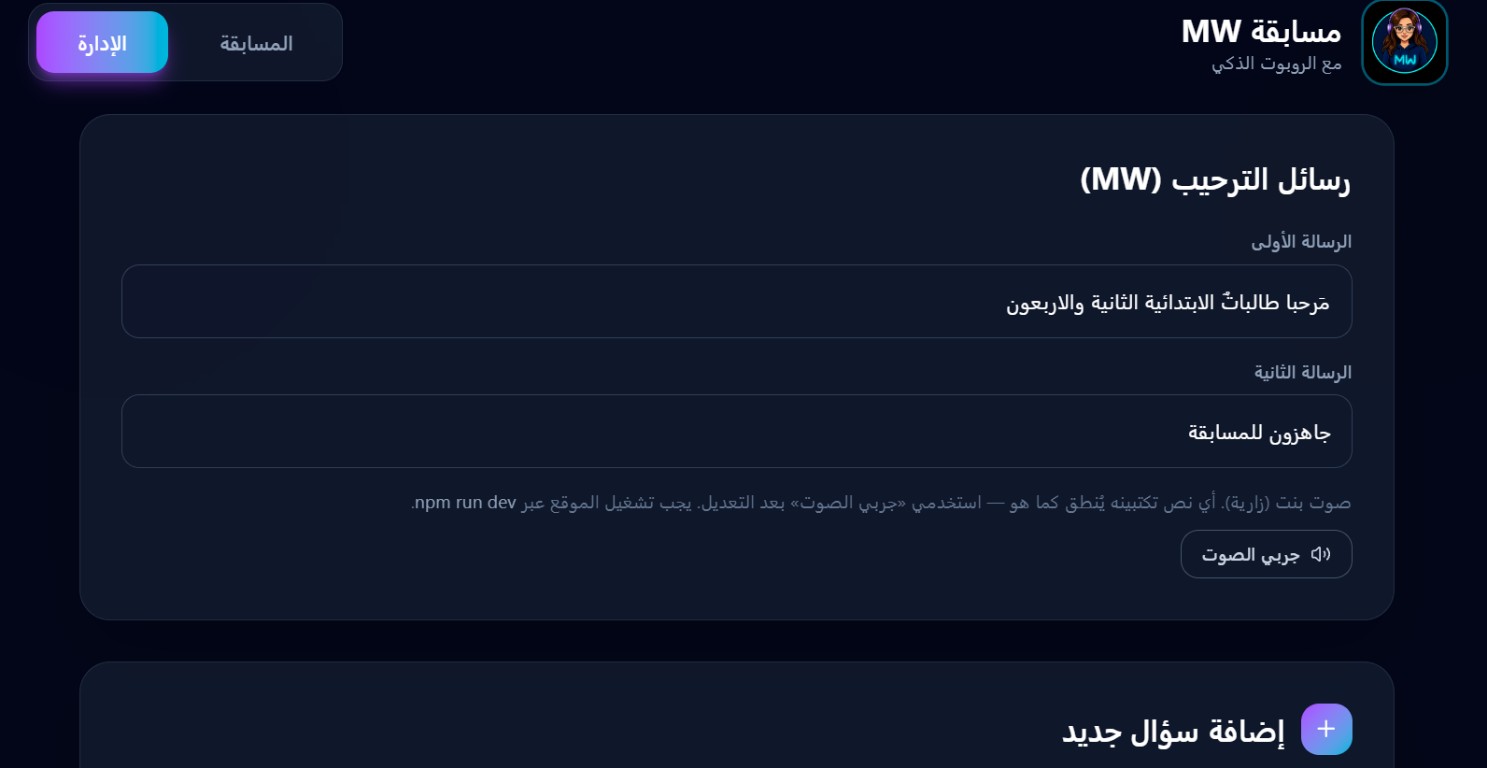 مسابقة MW
مع الروبوت الذكي
MW
المسابقة
الإدارة
رسائل الترحيب (MW)
الرسالة الأولى
مَرحبا طالباتُ الابتدائية الثانية والاربعون
الرسالة الثانية
جاهزون للمسابقة
صوت بنت (زارية). أي نص تكتبينه يُنطق كما هو — استخدمي «جربي الصوت» بعد التعديل. يجب تشغيل الموقع عبر npm run dev.
جربي الصوت
+ إضافة سؤال جديد